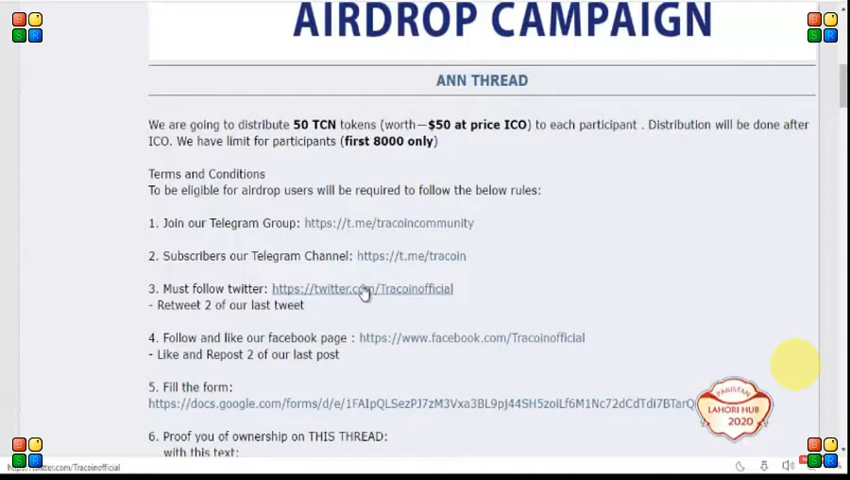 AIRDROP CAMPAIGN
ANN THREAD
We are going to distribute 50 TCN tokens (worth—$50 at price ICO) to each participant . Distribution will be done after
ICO. We have limit for participants (first 8000 only)
Terms and Conditions
To be eligible for airdrop users will be required to follow the below rules:
1. Join our Telegram Group: https://t.me/tracoincommunity
2. Subscribers our Telegram Channel: https://t.me/tracoin
3. Must follow twitter: https://twitter.com/Tracoinofficial
- Retweet 2 of our last tweet
4. Follow and like our facebook page : https://www.facebook.com/Tracoinofficial
- Like and Repost 2 of our last post
5. Fill the form:
https://docs.google.com/forms/d/e/1FAIpQLSezPJ7zM3Vxa3BL9pj44SH5zoiLf6M1Nc72dCdTdi7BTarQ
6. Proof you of ownership on THIS THREAD:
with this text:
PAKISTAN
LAHORI HUB
2020
B
S R
B
S R
B
S R
B
S R
https://twitter.com/Tracoinofficial